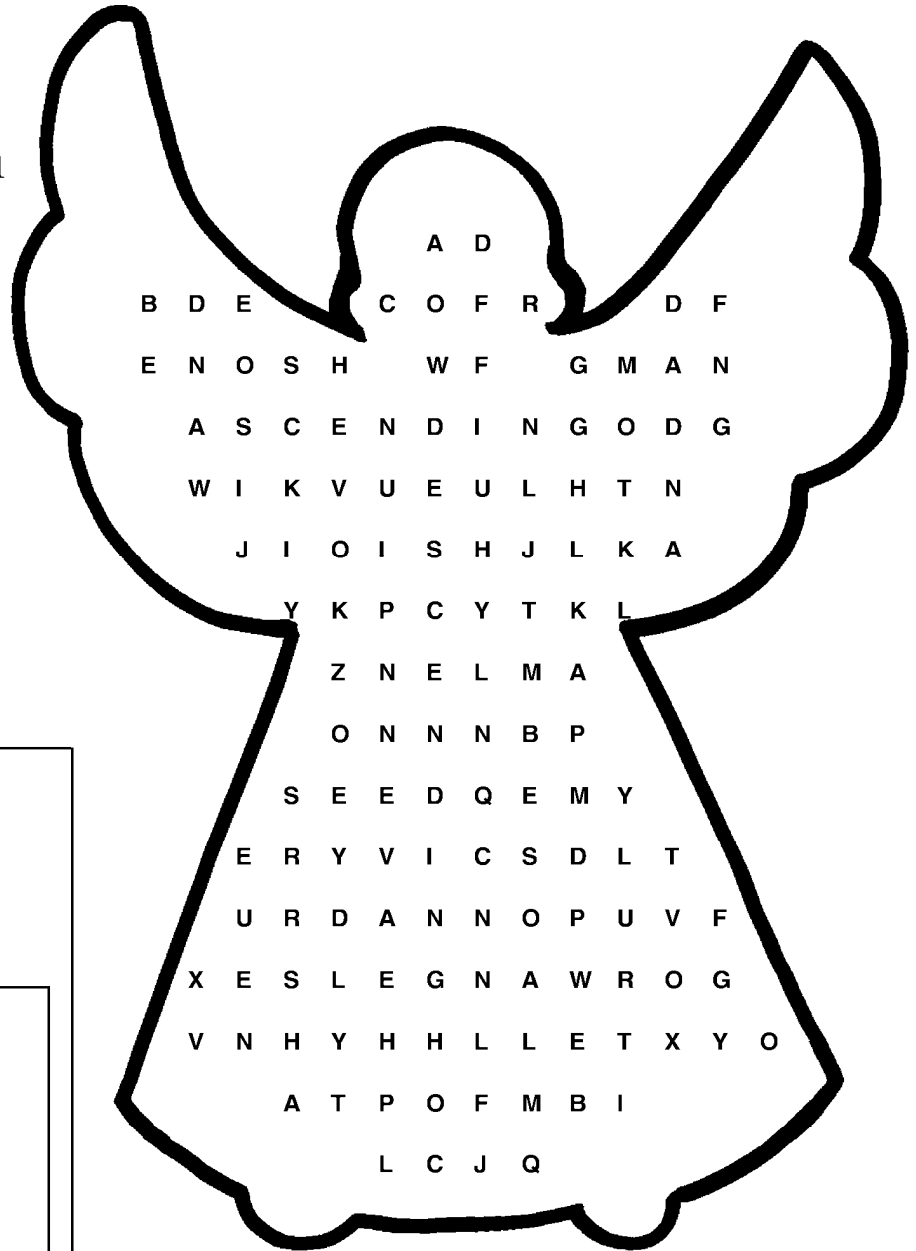 A D
B D E C O F R D F
E N O S H W F G M A N
A S C E N D I N G O D G
W I K V U E U L H T N
J I O I S H J L K A
Y K P C Y T K L
Z N E L M A
O N N N B P
S E E D Q E M Y
E R Y V I C S D L T
U R D A N N O P U V F
X E S L E G N A W R O G
V N H Y H H L L E T X Y O
A T P O F M B I
L C J Q